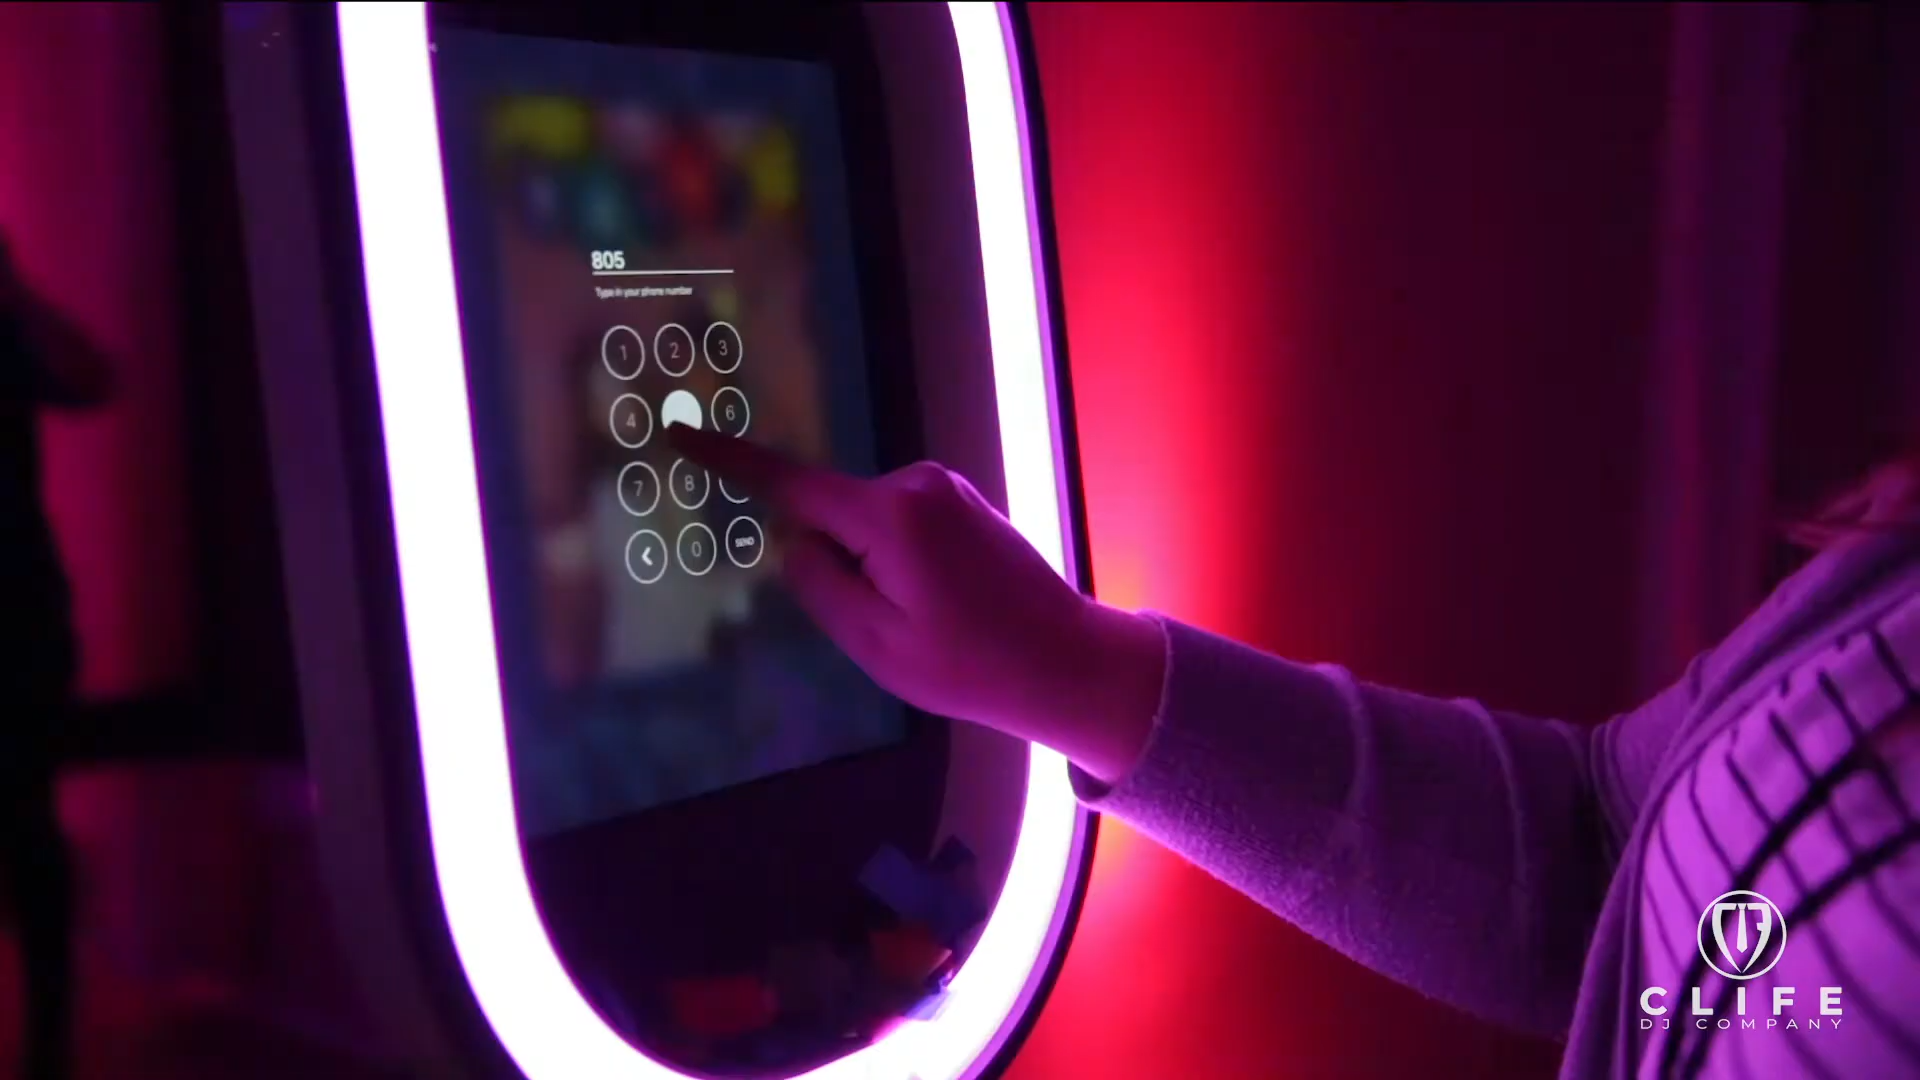 805
Type in your phone number
1 2 3
4 6
7 8
0 SEND
CLIFE
DJ COMPANY